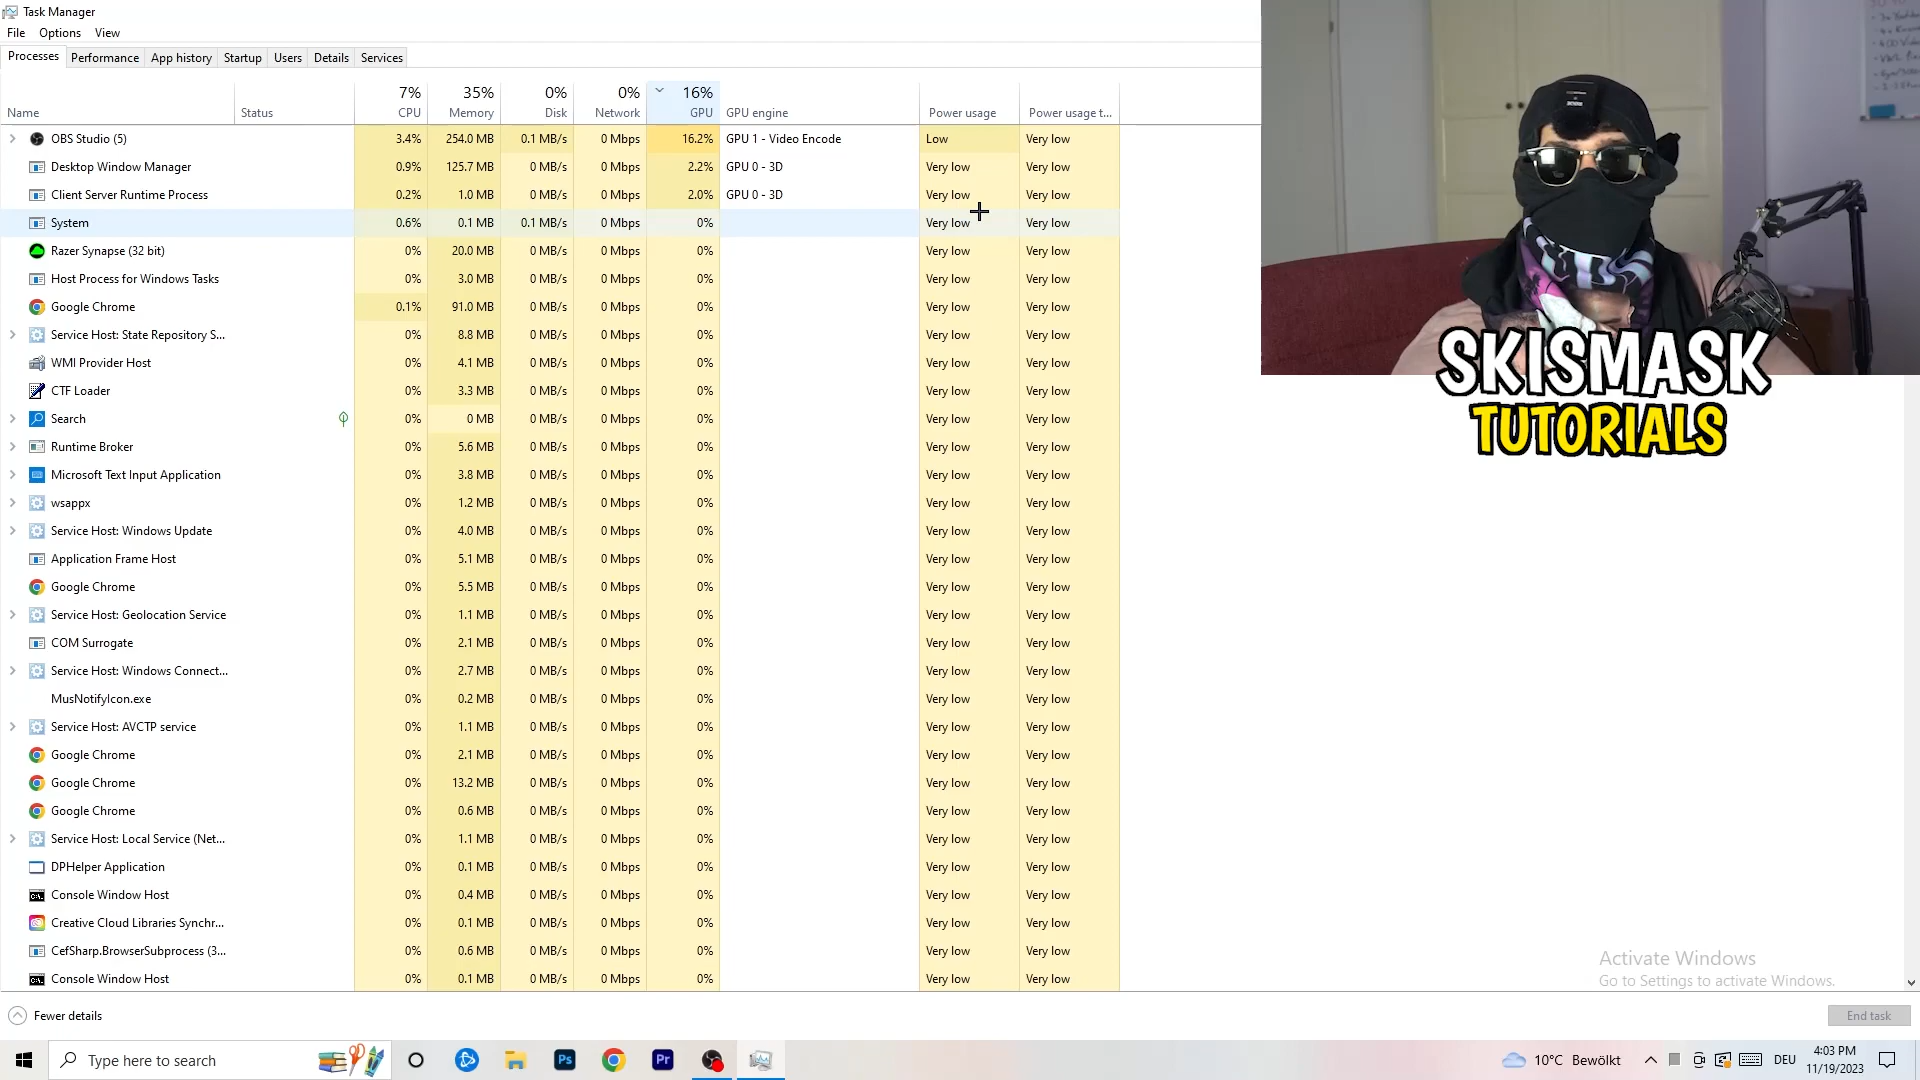 Task Manager
File Options View
Processes Performance App history Startup Users Details Services
7% 35% 0% 0% 16%
Name Status CPU Memory Disk Network GPU GPU engine Power usage Power usage t...
OBS Studio (5) 3.4% 254.0 MB 0.1 MB/s 0 Mbps 16.2% GPU 1 - Video Encode Low Very low
Desktop Window Manager 0.9% 125.7 MB 0 MB/s 0 Mbps 2.2% GPU 0 - 3D Very low Very low
Client Server Runtime Process 0.2% 1.0 MB 0 MB/s 0 Mbps 2.0% GPU 0 - 3D Very low Very low
System 0.6% 0.1 MB 0.1 MB/s 0 Mbps 0% Very low Very low
Razer Synapse (32 bit) 0% 20.0 MB 0 MB/s 0 Mbps 0% Very low Very low
Host Process for Windows Tasks 0% 3.0 MB 0 MB/s 0 Mbps 0% Very low Very low
Google Chrome 0.1% 91.0 MB 0 MB/s 0 Mbps 0% Very low Very low
Service Host: State Repository S... 0% 8.8 MB 0 MB/s 0 Mbps 0% Very low Very low
WMI Provider Host 0% 4.1 MB 0 MB/s 0 Mbps 0% Very low Very low
CTF Loader 0% 3.3 MB 0 MB/s 0 Mbps 0% Very low Very low
Search 0% 0 MB 0 MB/s 0 Mbps 0% Very low Very low
Runtime Broker 0% 5.6 MB 0 MB/s 0 Mbps 0% Very low Very low
Microsoft Text Input Application 0% 3.8 MB 0 MB/s 0 Mbps 0% Very low Very low
wsappx 0% 1.2 MB 0 MB/s 0 Mbps 0% Very low Very low
Service Host: Windows Update 0% 4.0 MB 0 MB/s 0 Mbps 0% Very low Very low
Application Frame Host 0% 5.1 MB 0 MB/s 0 Mbps 0% Very low Very low
Google Chrome 0% 5.5 MB 0 MB/s 0 Mbps 0% Very low Very low
Service Host: Geolocation Service 0% 1.1 MB 0 MB/s 0 Mbps 0% Very low Very low
COM Surrogate 0% 2.1 MB 0 MB/s 0 Mbps 0% Very low Very low
Service Host: Windows Connect... 0% 2.7 MB 0 MB/s 0 Mbps 0% Very low Very low
MusNotifyIcon.exe 0% 0.2 MB 0 MB/s 0 Mbps 0% Very low Very low
Service Host: AVCTP service 0% 1.1 MB 0 MB/s 0 Mbps 0% Very low Very low
Google Chrome 0% 2.1 MB 0 MB/s 0 Mbps 0% Very low Very low
Google Chrome 0% 13.2 MB 0 MB/s 0 Mbps 0% Very low Very low
Google Chrome 0% 0.6 MB 0 MB/s 0 Mbps 0% Very low Very low
Service Host: Local Service (Net... 0% 1.1 MB 0 MB/s 0 Mbps 0% Very low Very low
DPHelper Application 0% 0.1 MB 0 MB/s 0 Mbps 0% Very low Very low
Console Window Host 0% 0.4 MB 0 MB/s 0 Mbps 0% Very low Very low
Creative Cloud Libraries Synchr... 0% 0.1 MB 0 MB/s 0 Mbps 0% Very low Very low
CefSharp.BrowserSubprocess (3... 0% 0.6 MB 0 MB/s 0 Mbps 0% Very low Very low
Console Window Host 0% 0.1 MB 0 MB/s 0 Mbps 0% Very low Very low
SKISMASK
TUTORIALS
Activate Windows
Go to Settings to activate Windows.
Fewer details
End task
Type here to search
Ps
Pr
10°C Bewölkt
DEU
4:03 PM
11/19/2023